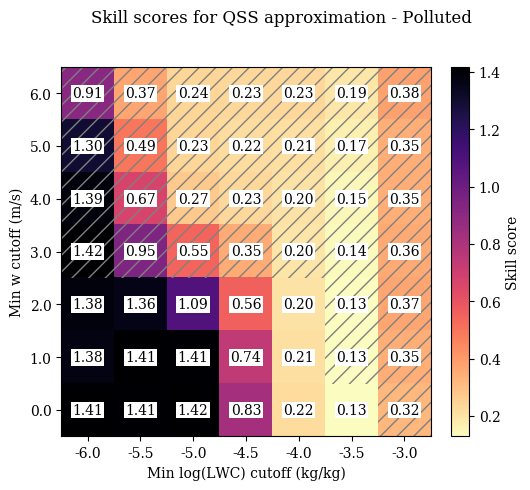 Skill scores for QSS approximation - Polluted
6.0 0.91 0.37 0.24 0.23 0.23 0.19 0.38
5.0 1.30 0.49 0.23 0.22 0.21 0.17 0.35
4.0 1.39 0.67 0.27 0.23 0.20 0.15 0.35
3.0 1.42 0.95 0.55 0.35 0.20 0.14 0.36
2.0 1.38 1.36 1.09 0.56 0.20 0.13 0.37
1.0 1.38 1.41 1.41 0.74 0.21 0.13 0.35
0.0 1.41 1.41 1.42 0.83 0.22 0.13 0.32
-6.0 -5.5 -5.0 -4.5 -4.0 -3.5 -3.0
Min log(LWC) cutoff (kg/kg)
Min w cutoff (m/s)
1.4
1.2
1.0
0.8
0.6
0.4
0.2
Skill score